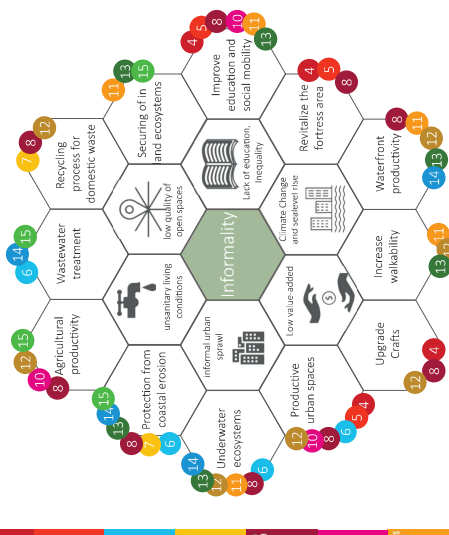 8
10
12
15
Agricultural
productivity
6
14
15
Wastewater
treatment
7
8
12
Recycling
process for
domestic waste
6
7
8
13
14
15
Protection from
coastal erosion
unsanitary living
conditions
low quality of
open spaces
11
13
15
Securing of in
and ecosystems
14
13
12
11
8
6
Underwater
ecosystems
informal urban
sprawl
Informality
Lack of education,
Inequality
4
5
8
10
11
13
Improve
education and
social mobility
12
10
8
6
5
4
Productive
urban spaces
Low value-added
$
Climate Change
and sealevel rise
4
5
8
Revitalize the
fortress area
12
8
4
Upgrade
Crafts
13
12
11
Increase
walkability
14
13
12
11
8
Waterfront
productivity